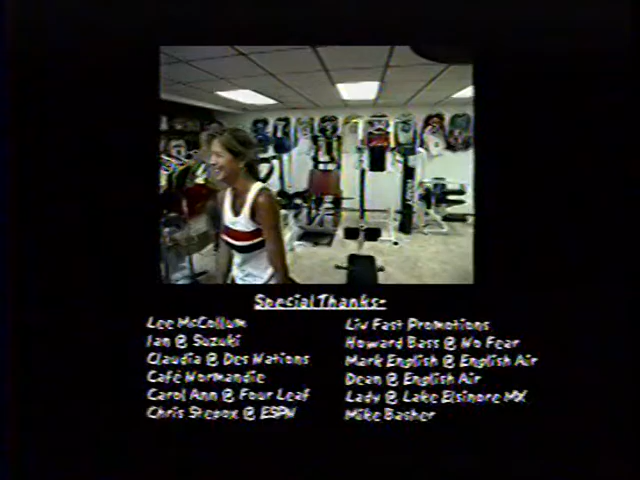 Special Thanks-
Lee McCollum
Ian @ Suzuki
Claudia @ Des Nations
Café Normandie
Carol Ann @ Four Leaf
Chris Stepox @ ESPN
Liv Fast Promotions
Howard Bass @ No Fear
Mark English @ English Air
Dean @ English Air
Lady @ Lake Elsinore MX
Mike Basher